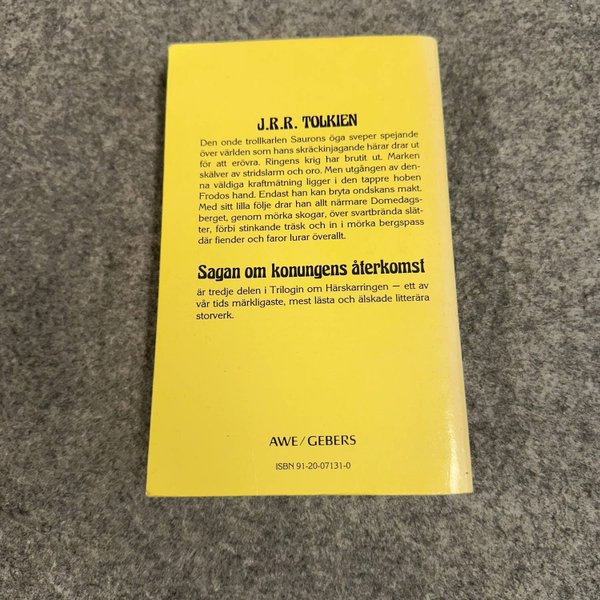 J.R.R. TOLKIEN
Den onde trollkarlen Saurons öga sveper spejande
över världen som hans skräckinjagande härar drar ut
för att erövra. Ringens krig har brutit ut. Marken
skälver av stridslarm och oro. Men utgången av den-
na väldiga kraftmätning ligger i den tappre hoben
Frodos hand. Endast han kan bryta ondskans makt.
Med sitt lilla följe drar han allt närmare Domedags-
berget, genom mörka skogar, över svartbrända slät-
ter, förbi stinkande träsk och in i mörka bergspass
där fiender och faror lurar överallt.
Sagan om konungens återkomst
är tredje delen i Trilogin om Härskarringen — ett av
vår tids märkligaste, mest lästa och älskade litterära
storverk.
AWE/GEBERS
ISBN 91-20-07131-0